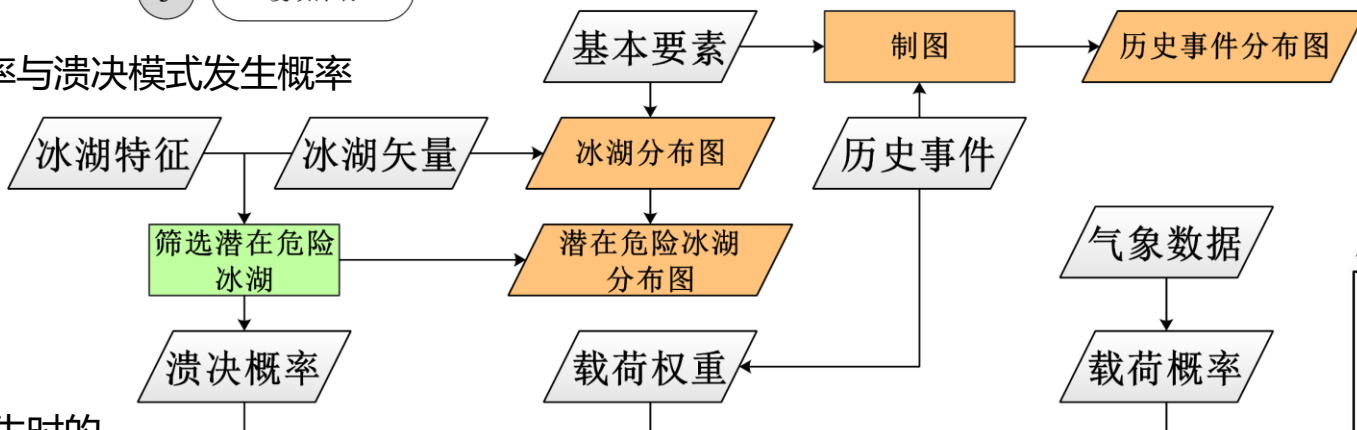 基本要素
制图
历史事件分布图
率与溃决模式发生概率
冰湖特征
冰湖矢量
冰湖分布图
历史事件
筛选潜在危险
冰湖
潜在危险冰湖
分布图
气象数据
溃决概率
载荷权重
载荷概率